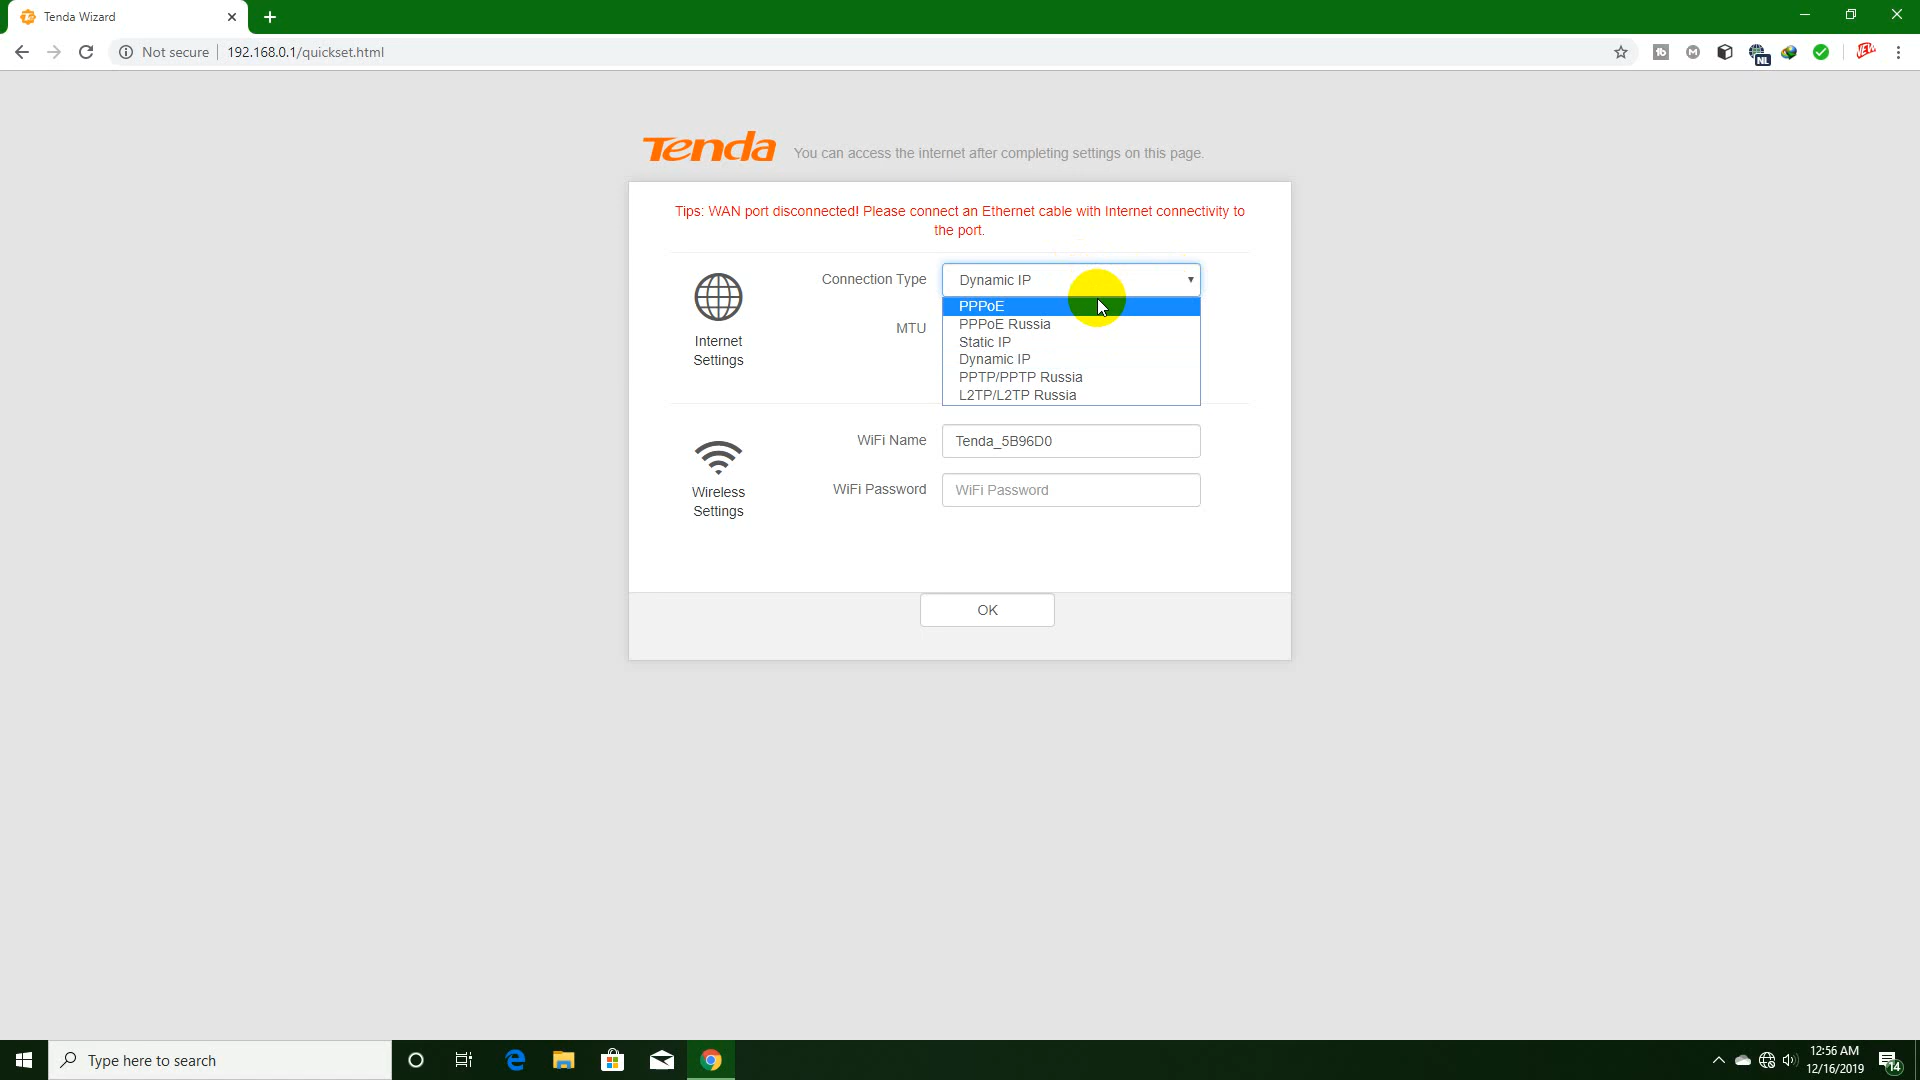 Tenda Wizard
Not secure
192.168.0.1/quickset.html
NL
NEW
Tenda
You can access the internet after completing settings on this page.
Tips: WAN port disconnected! Please connect an Ethernet cable with Internet connectivity to
the port.
Connection Type
Dynamic IP
PPPoE
PPPoE Russia
Static IP
Dynamic IP
PPTP/PPTP Russia
L2TP/L2TP Russia
MTU
Internet
Settings
WiFi Name
Tenda_5B96D0
WiFi Password
WiFi Password
Wireless
Settings
OK
Type here to search
12:56 AM
12/16/2019
14